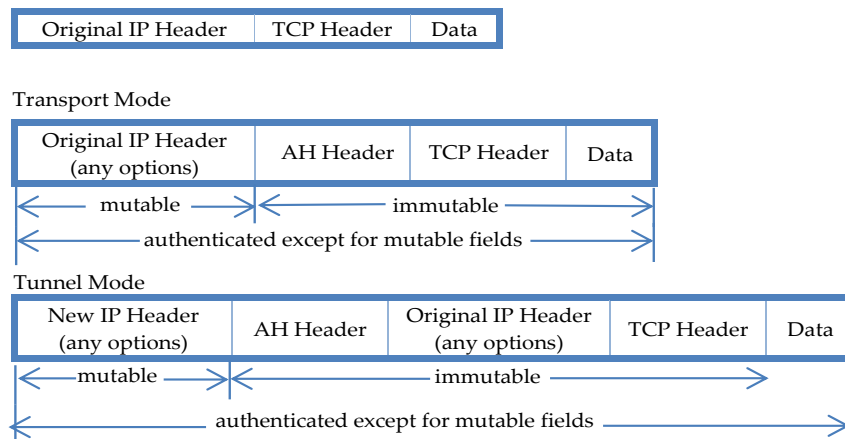 Original IP Header TCP Header Data
Transport Mode
Original IP Header
(any options) AH Header TCP Header Data
mutable immutable
authenticated except for mutable fields
Tunnel Mode
New IP Header
(any options) AH Header Original IP Header
(any options) TCP Header Data
mutable immutable
authenticated except for mutable fields